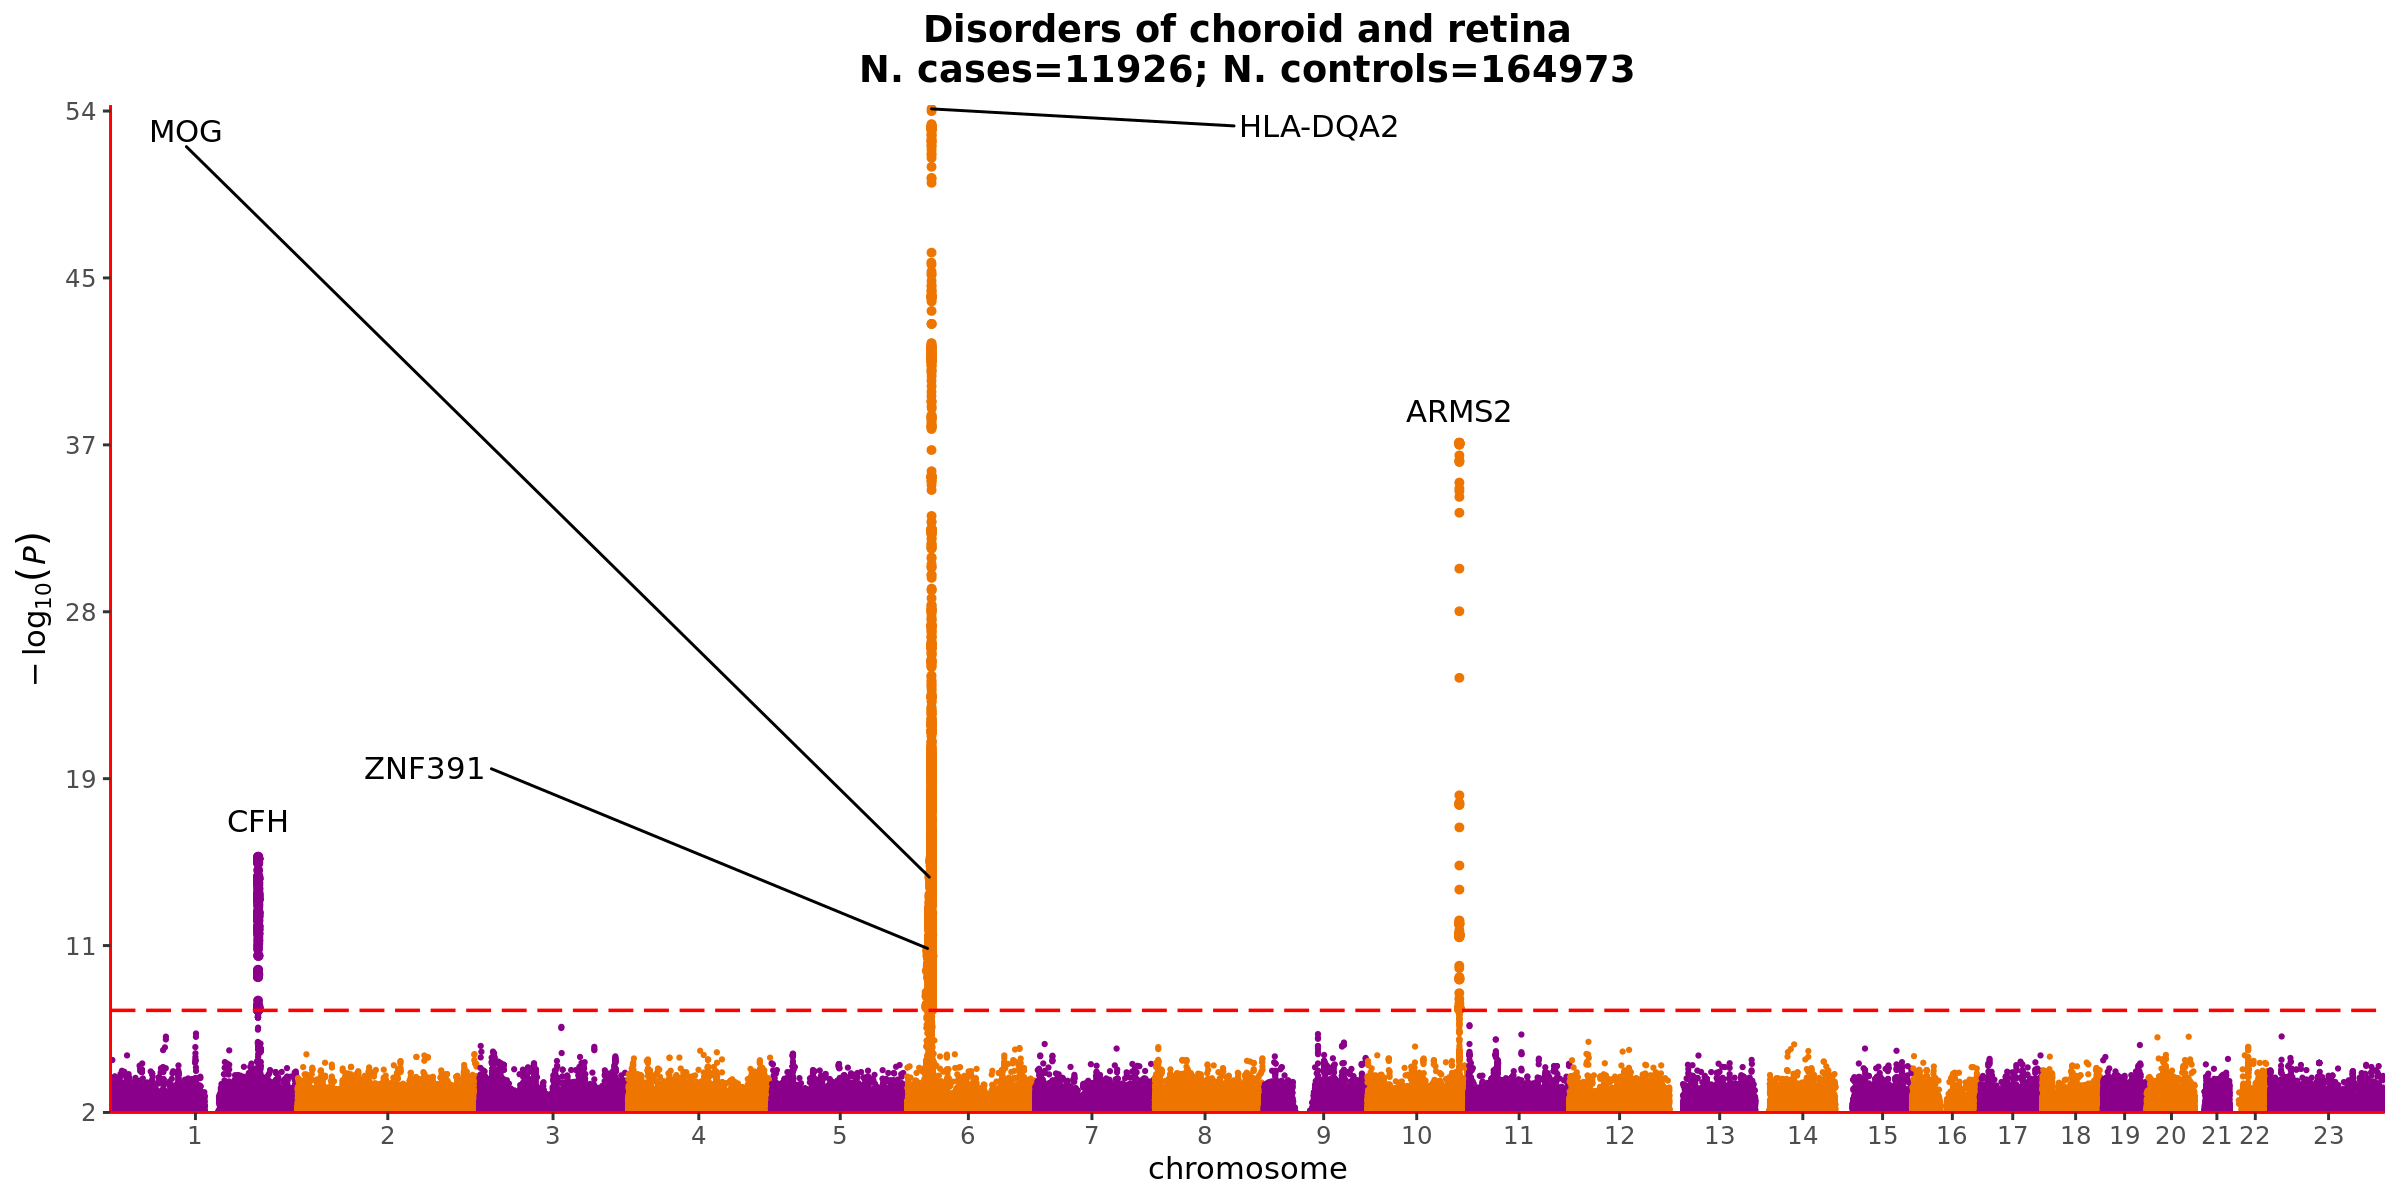 Disorders of choroid and retina
N. cases=11926; N. controls=164973
54
MOG
HLA-DQA2
45
ARMS2
37
28
ZNF391
19
CFH
11
2
−log10(P)
1 2 3 4 5 6 7 8 9 10 11 12 13 14 15 16 17 18 19 20 21 22 23
chromosome